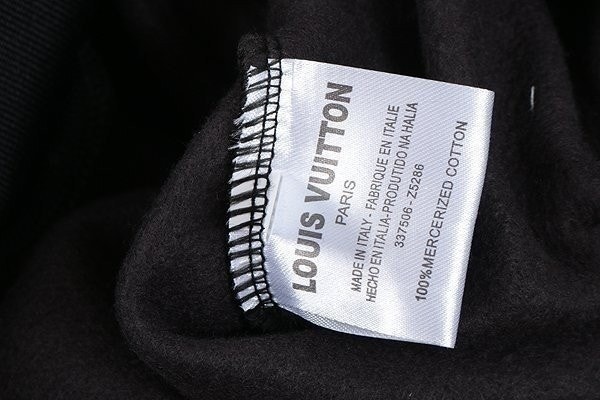 LOUIS VUITTON
PARIS
MADE IN ITALY - FABRIQUE EN ITALIE
HECHO EN ITALIA-PRODUTIDO NA HALIA
337506 - Z5286
100%MERCERIZED COTTON